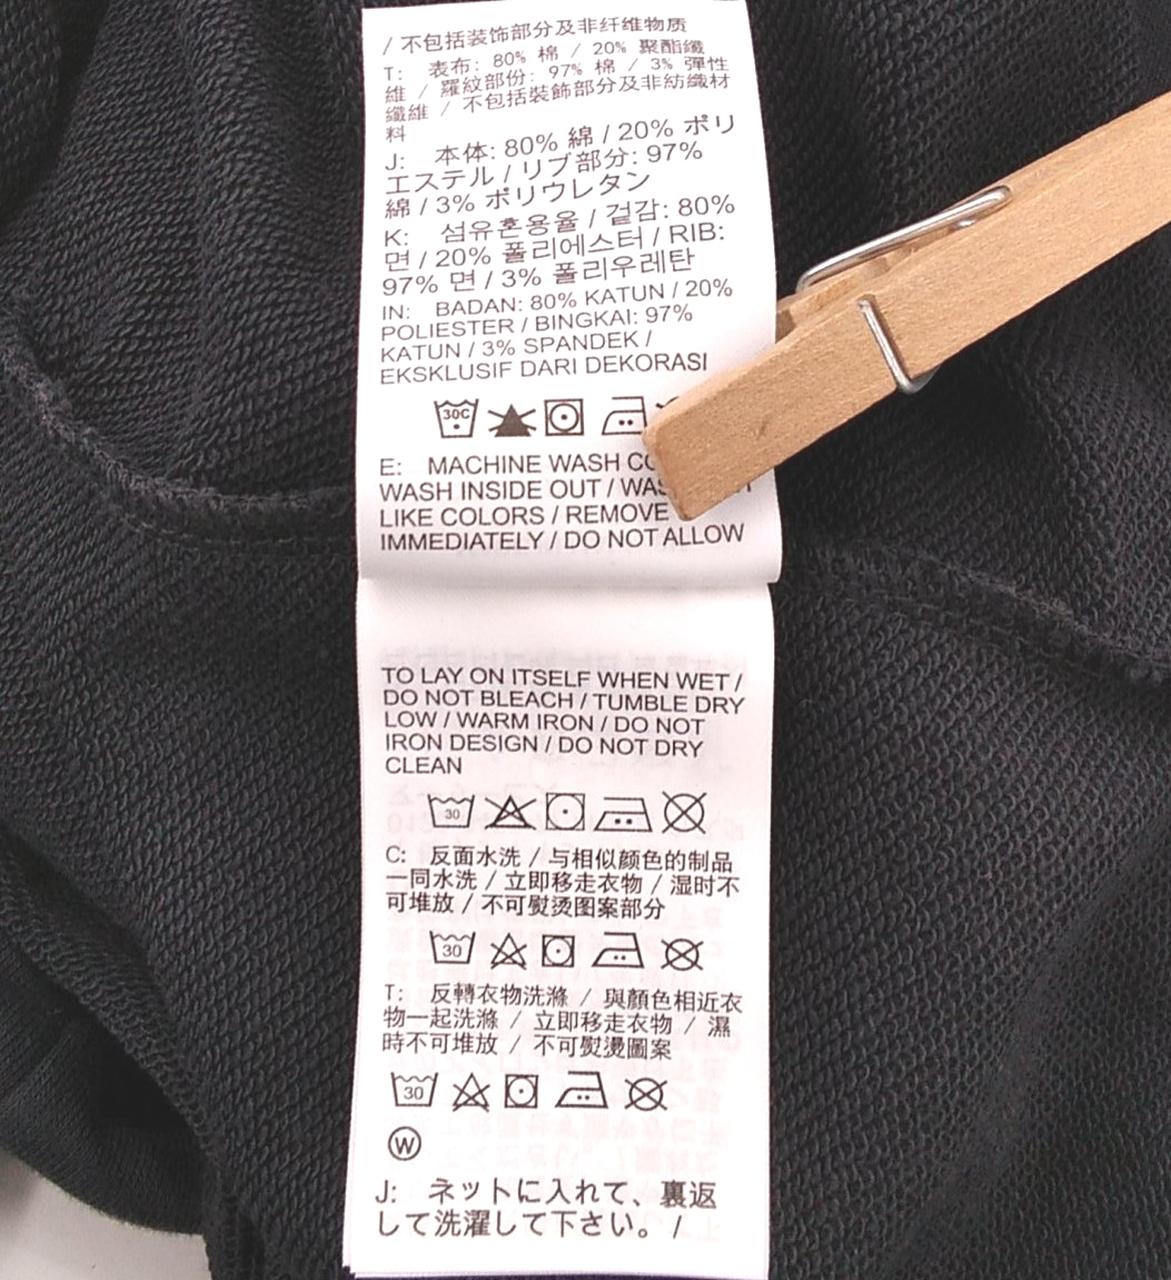 / 不包括装饰部分及非纤维物质
T: 表布: 80% 棉 / 20% 聚酯纖
維 / 羅紋部份: 97% 棉 / 3% 彈性
纖維 / 不包括裝飾部分及非紡織材
料
J: 本体: 80% 綿 / 20% ポリ
エステル / リブ部分: 97%
綿 / 3% ポリウレタン
K: 섬유혼용율 / 겉감: 80%
면 / 20% 폴리에스터 / RIB:
97% 면 / 3% 폴리우레탄
IN: BADAN: 80% KATUN / 20%
POLIESTER / BINGKAI: 97%
KATUN / 3% SPANDEK /
EKSKLUSIF DARI DEKORASI
30C
E: MACHINE WASH
WASH INSIDE OUT /
LIKE COLORS / REMOVE
IMMEDIATELY / DO NOT ALLOW
TO LAY ON ITSELF WHEN WET /
DO NOT BLEACH / TUMBLE DRY
LOW / WARM IRON / DO NOT
IRON DESIGN / DO NOT DRY
CLEAN
30
C: 反面水洗 / 与相似颜色的制品
一同水洗 / 立即移走衣物 / 湿时不
可堆放 / 不可熨烫图案部分
30
T: 反轉衣物洗滌 / 與顏色相近衣
物一起洗滌 / 立即移走衣物 / 濕
時不可堆放 / 不可熨燙圖案
30
W
J: ネットに入れて、裏返
して洗濯して下さい。 /